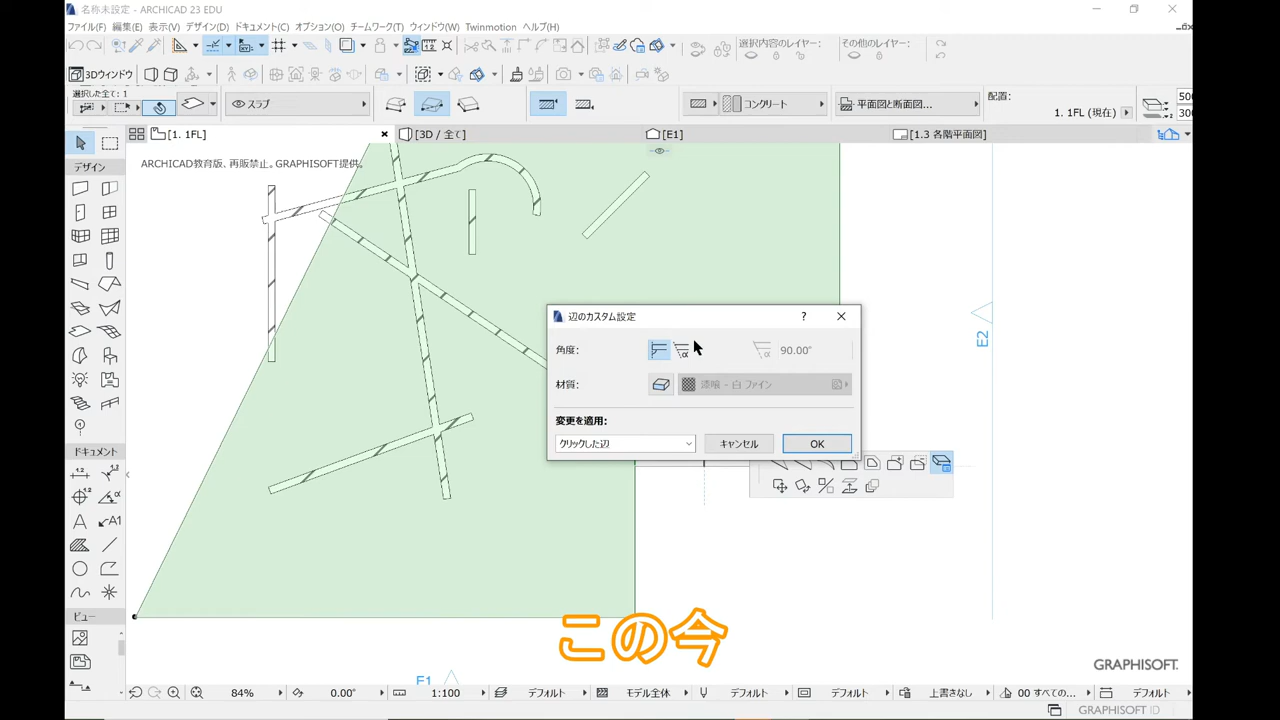 名称未設定 - ARCHICAD 23 EDU
ファイル(F) 編集(E) 表示(V) デザイン(D) ドキュメント(C) オプション(O) チームワーク(T) ウィンドウ(W) Twinmotion ヘルプ(H)
選択内容のレイヤー:
その他のレイヤー:
3Dウィンドウ
選択した全て: 1
スラブ
コンクリート
平面図と断面図...
配置:
1. 1FL (現在)
500
300
[1. 1FL]
[3D / 全て]
[E1]
[1.3 各階平面図]
デザイン
ARCHICAD教育版、再販禁止。GRAPHISOFT提供。
辺のカスタム設定
角度:
90.00°
材質:
漆喰 - 白 ファイン
変更を適用:
クリックした辺
キャンセル
OK
E2
ドキュメント
A
A1
ビュー
この今
E1
GRAPHISOFT.
84%
0.00°
1:100
デフォルト
モデル全体
デフォルト
デフォルト
上書きなし
00 すべての...
デフォルト
GRAPHISOFT ID